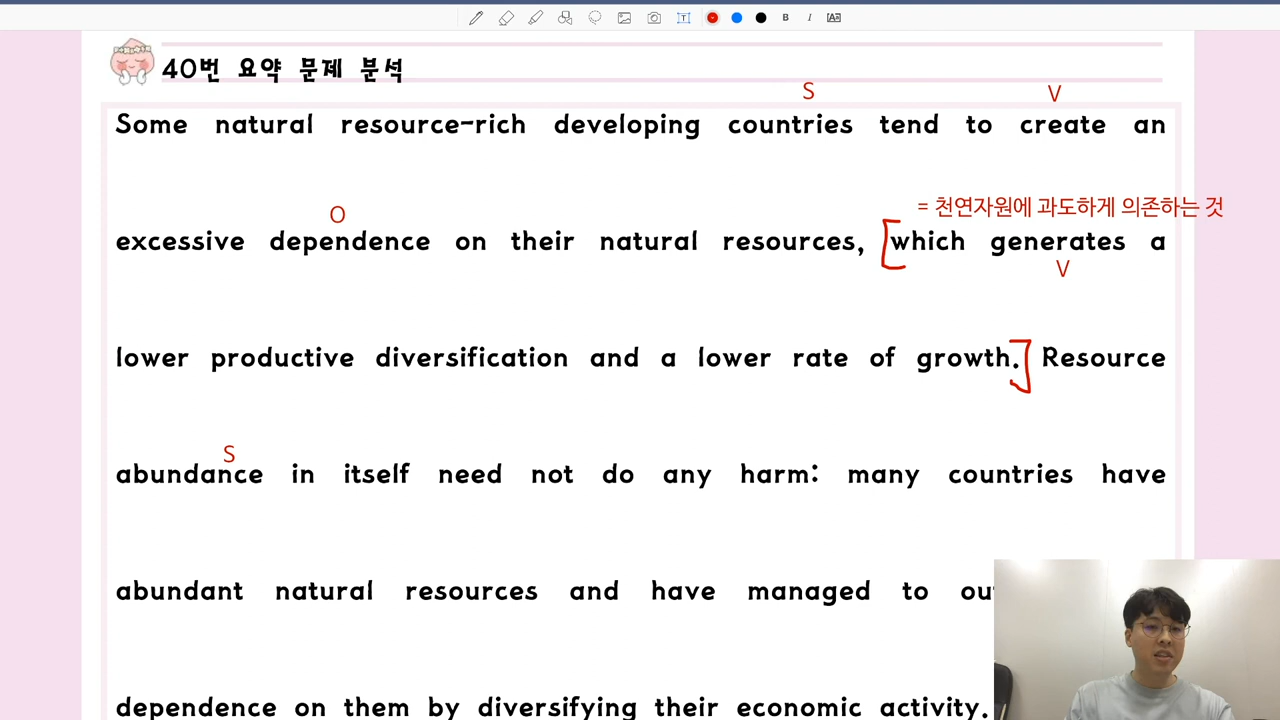 T B I A
40번 요약 문제 분석
S V
Some natural resource-rich developing countries tend to create an
= 천연자원에 과도하게 의존하는 것
O
excessive dependence on their natural resources, [which generates a
V
lower productive diversification and a lower rate of growth.] Resource
S
abundance in itself need not do any harm: many countries have
abundant natural resources and have managed to
dependence on them by diversifying their economic activity.